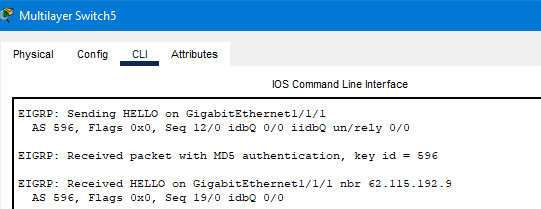 Multilayer Switch5
Physical Config CLI Attributes
IOS Command Line Interface
EIGRP: Sending HELLO on GigabitEthernet1/1/1
AS 596, Flags 0x0, Seq 12/0 idbQ 0/0 iidbQ un/rely 0/0
EIGRP: Received packet with MD5 authentication, key id = 596
EIGRP: Received HELLO on GigabitEthernet1/1/1 nbr 62.115.192.9
AS 596, Flags 0x0, Seq 19/0 idbQ 0/0